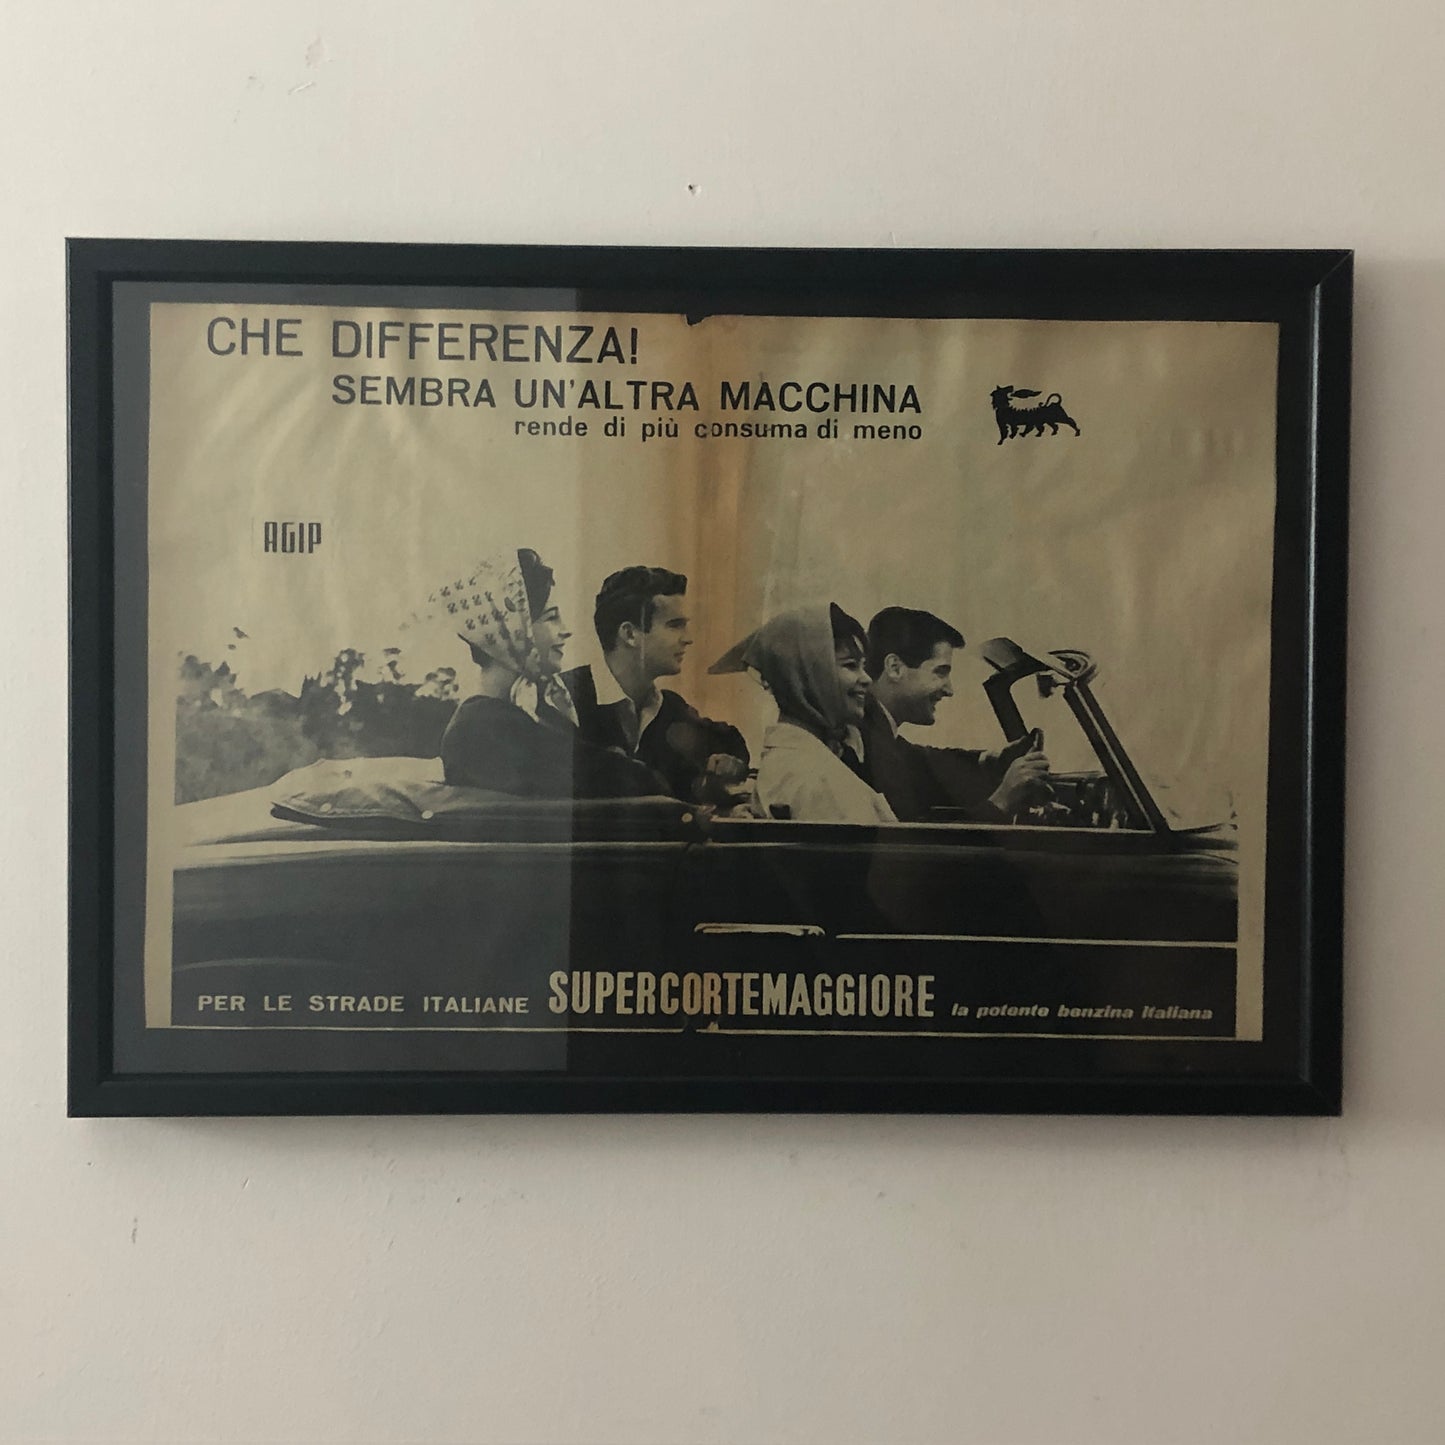 CHE DIFFERENZA!
SEMBRA UN'ALTRA MACCHINA
rende di più consuma di meno
AGIP
PER LE STRADE ITALIANE SUPERCORTEMAGGIORE la potente benzina italiana